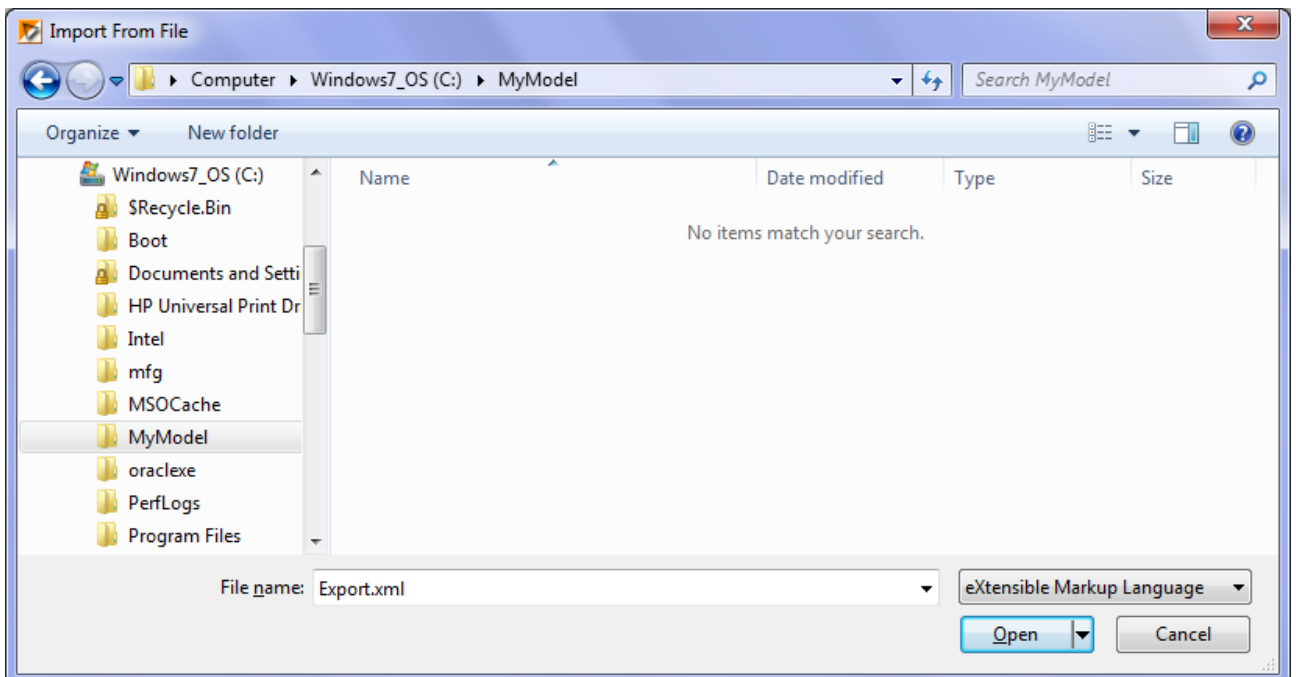 Import From File
Computer Windows7_OS (C:) MyModel Search MyModel
Organize New folder
Windows7_OS (C:)
$Recycle.Bin
Boot
Documents and Setti
HP Universal Print Dr
Intel
mfg
MSOCache
MyModel
oraclexe
PerfLogs
Program Files
Name Date modified Type Size
No items match your search.
File name: Export.xml eXtensible Markup Language
Open Cancel